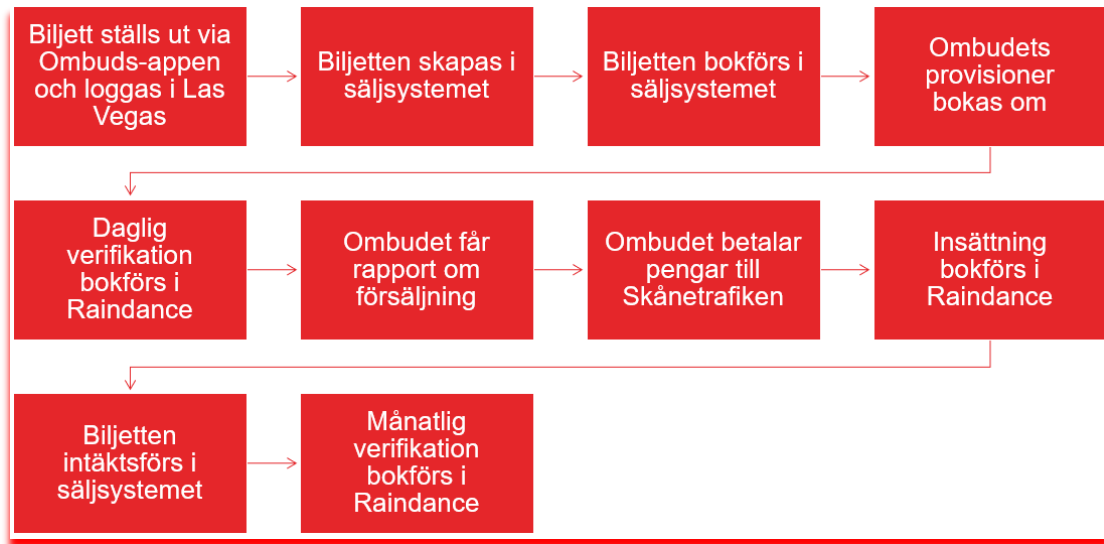 Biljett ställs ut via
Ombuds-appen
och loggas i Las
Vegas
Biljetten skapas i
säljsystemet
Biljetten bokförs i
säljsystemet
Ombudets
provisioner
bokas om
Daglig
verifikation
bokförs i
Raindance
Ombudet får
rapport om
försäljning
Ombudet betalar
pengar till
Skånetrafiken
Insättning
bokförs i
Raindance
Biljetten
intäktsförs i
säljsystemet
Månatlig
verifikation
bokförs i
Raindance